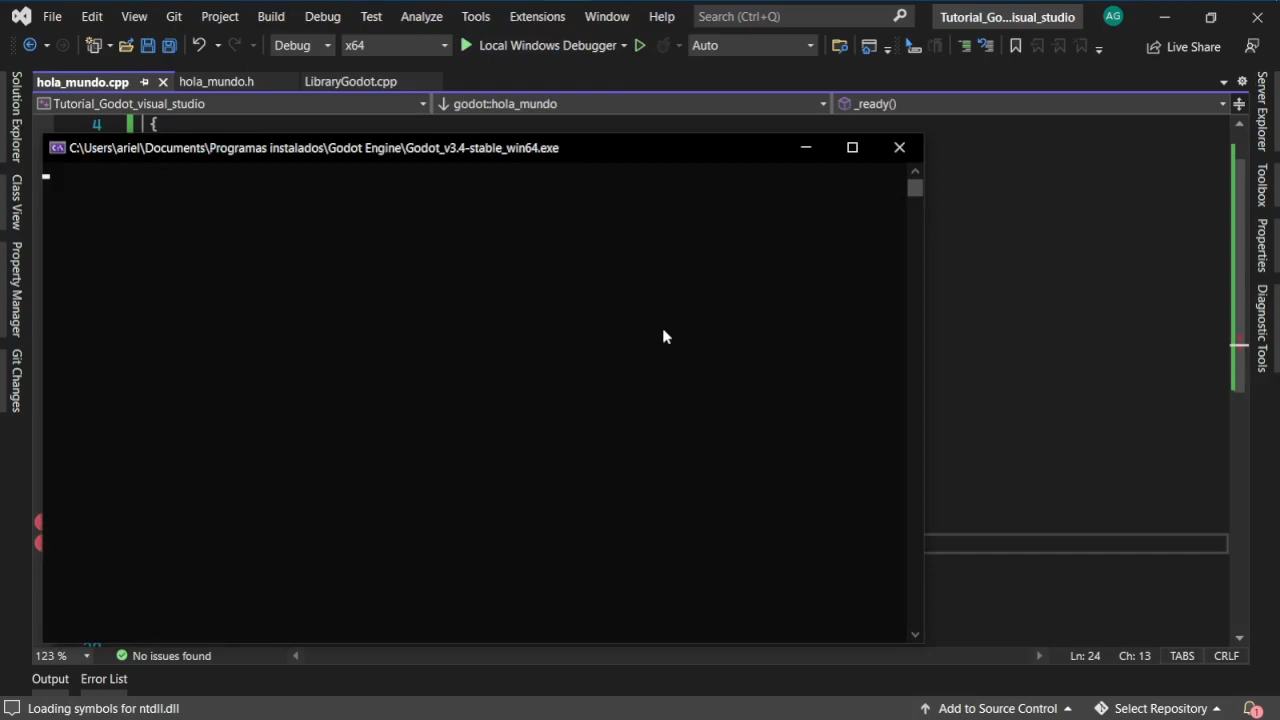 File Edit View Git Project Build Debug Test Analyze Tools Extensions Window Help Search (Ctrl+Q) Tutorial_Go...isual_studio AG
Debug x64 Local Windows Debugger Auto Live Share
hola_mundo.cpp hola_mundo.h LibraryGodot.cpp
Tutorial_Godot_visual_studio godot::hola_mundo _ready()
4 {
C:\Users\ariel\Documents\Programas instalados\Godot Engine\Godot_v3.4-stable_win64.exe
Solution Explorer
Class View
Property Manager
Git Changes
Server Explorer
Toolbox
Properties
Diagnostic Tools
123 % No issues found Ln: 24 Ch: 13 TABS CRLF
Output Error List
Loading symbols for ntdll.dll Add to Source Control Select Repository 1